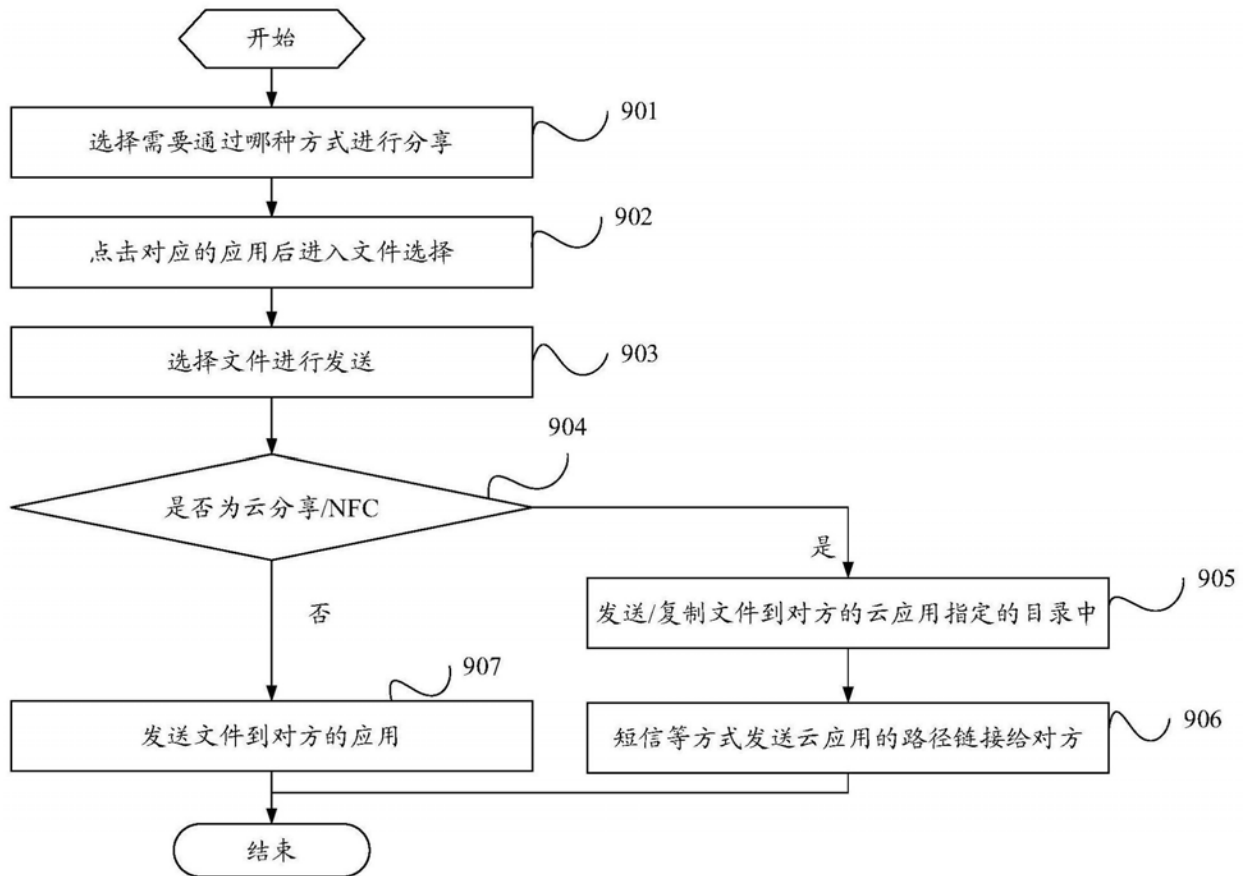 开始
选择需要通过哪种方式进行分享
901
点击对应的应用后进入文件选择
902
选择文件进行发送
903
904
是否为云分享/NFC
是
否
905
发送/复制文件到对方的云应用指定的目录中
907
发送文件到对方的应用
906
短信等方式发送云应用的路径链接给对方
结束